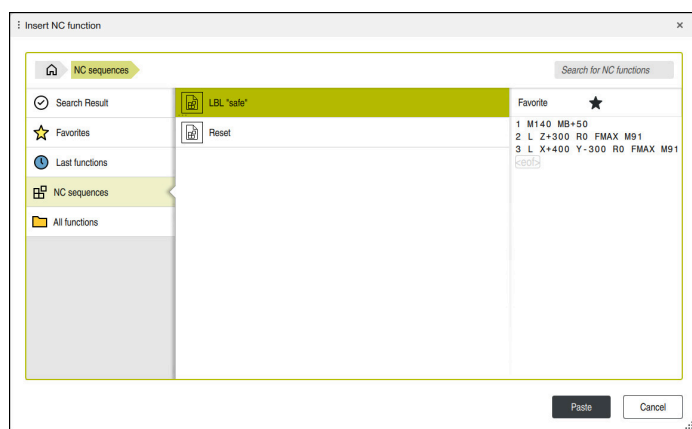 Insert NC function
NC sequences
Search for NC functions
Search Result
Favorites
Last functions
NC sequences
All functions
LBL "safe"
Reset
Favorite
1 M140 MB+50
2 L Z+300 R0 FMAX M91
3 L X+400 Y-300 R0 FMAX M91
<eof>
Paste
Cancel